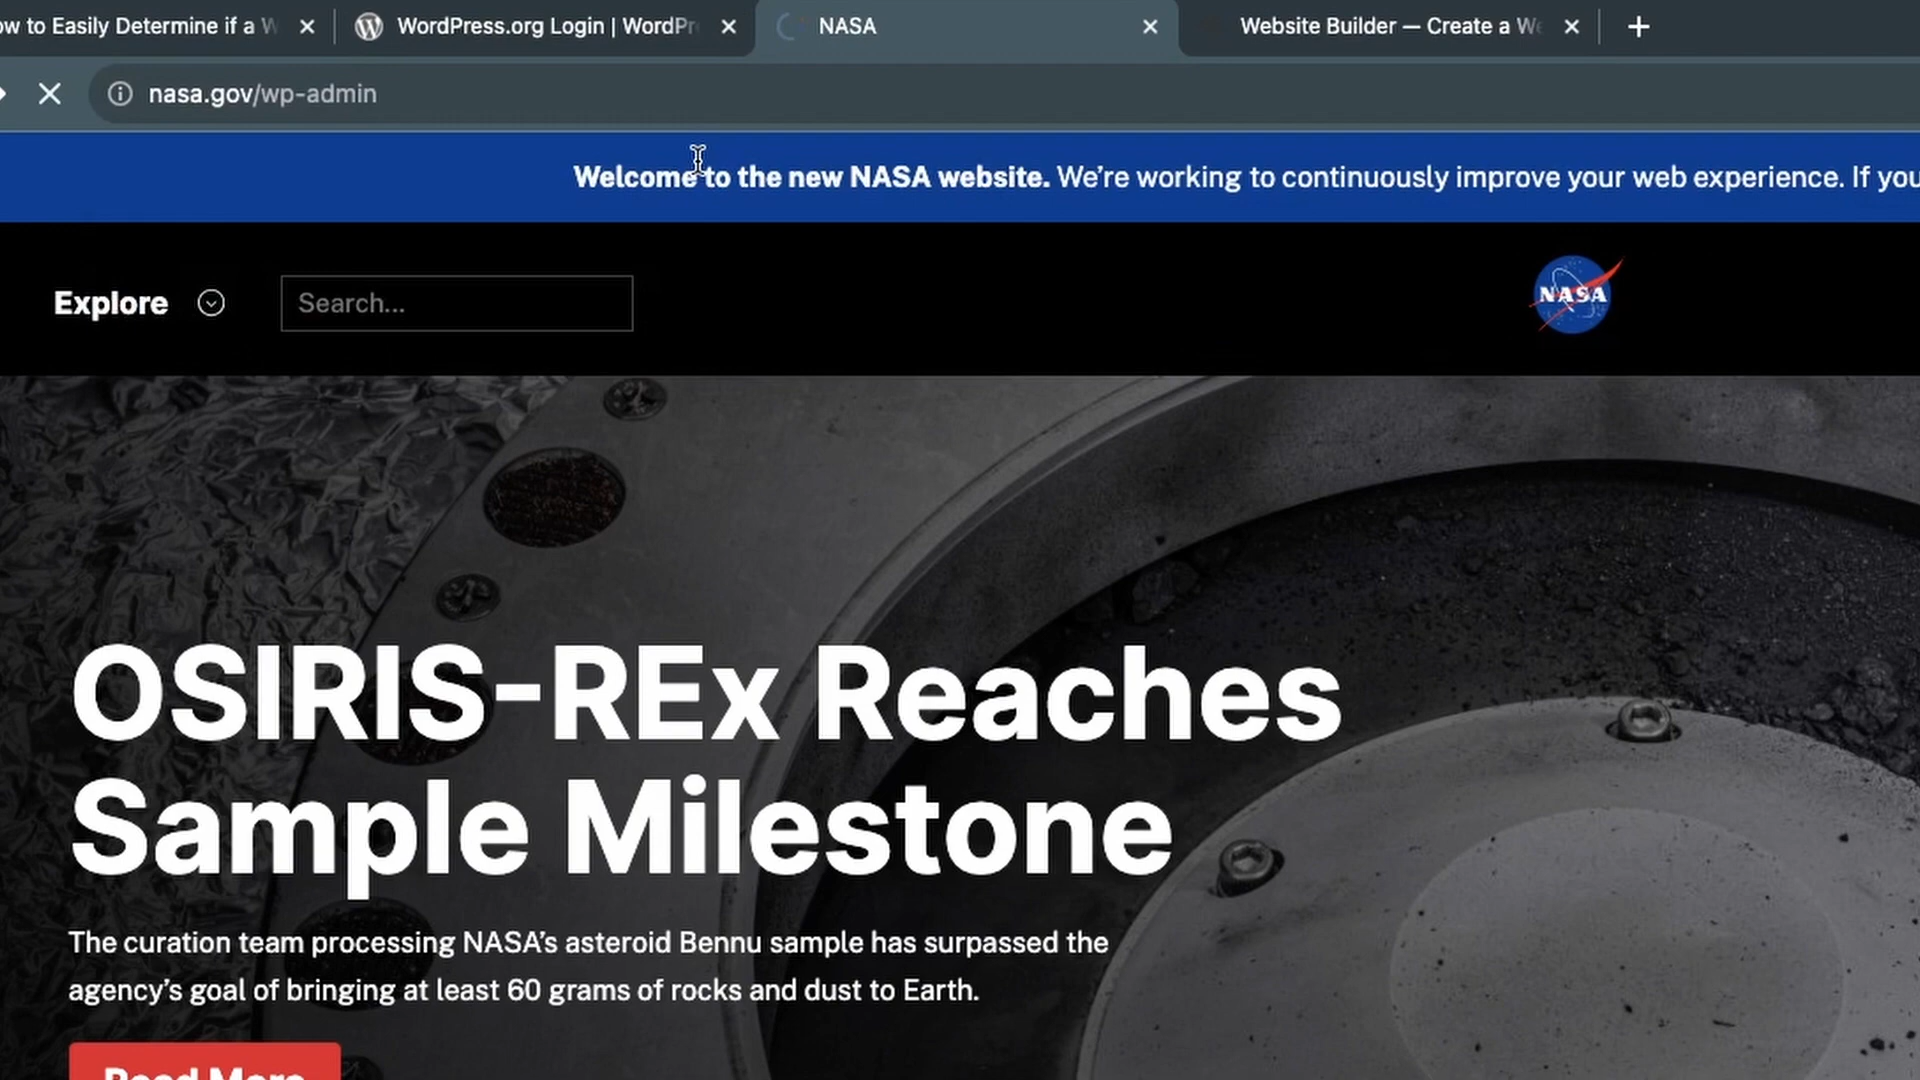 ow to Easily Determine if a W
WordPress.org Login | WordPr
NASA
Website Builder — Create a We
nasa.gov/wp-admin
Welcome to the new NASA website. We're working to continuously improve your web experience. If you
Explore
Search...
NASA
OSIRIS-REx Reaches
Sample Milestone
The curation team processing NASA's asteroid Bennu sample has surpassed the
agency's goal of bringing at least 60 grams of rocks and dust to Earth.
Read More